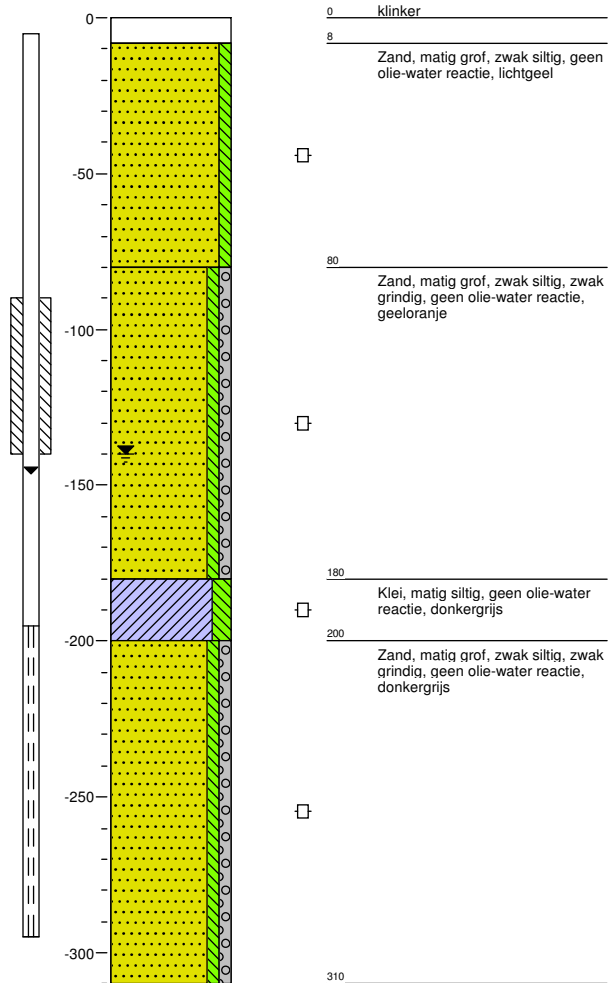 0
0
klinker
8
Zand, matig grof, zwak siltig, geen
olie-water reactie, lichtgeel
-50
80
Zand, matig grof, zwak siltig, zwak
grindig, geen olie-water reactie,
geeloranje
-100
-150
180
Klei, matig siltig, geen olie-water
reactie, donkergrijs
-200
200
Zand, matig grof, zwak siltig, zwak
grindig, geen olie-water reactie,
donkergrijs
-250
-300
310